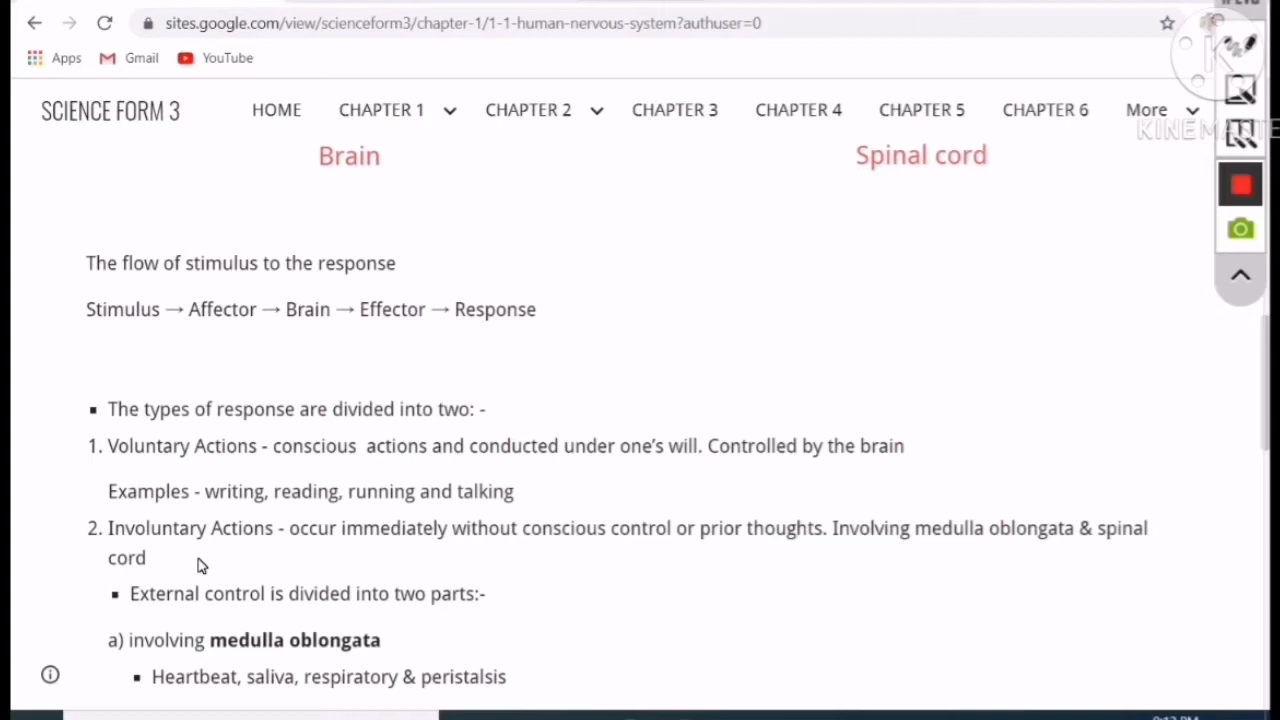 sites.google.com/view/scienceform3/chapter-1/1-1-human-nervous-system?authuser=0
Apps Gmail YouTube
SCIENCE FORM 3 HOME CHAPTER 1 CHAPTER 2 CHAPTER 3 CHAPTER 4 CHAPTER 5 CHAPTER 6 More
Brain Spinal cord
The flow of stimulus to the response
Stimulus → Affector → Brain → Effector → Response
▪ The types of response are divided into two: -
1. Voluntary Actions - conscious actions and conducted under one's will. Controlled by the brain
Examples - writing, reading, running and talking
2. Involuntary Actions - occur immediately without conscious control or prior thoughts. Involving medulla oblongata & spinal
cord
▪ External control is divided into two parts:-
a) involving medulla oblongata
▪ Heartbeat, saliva, respiratory & peristalsis